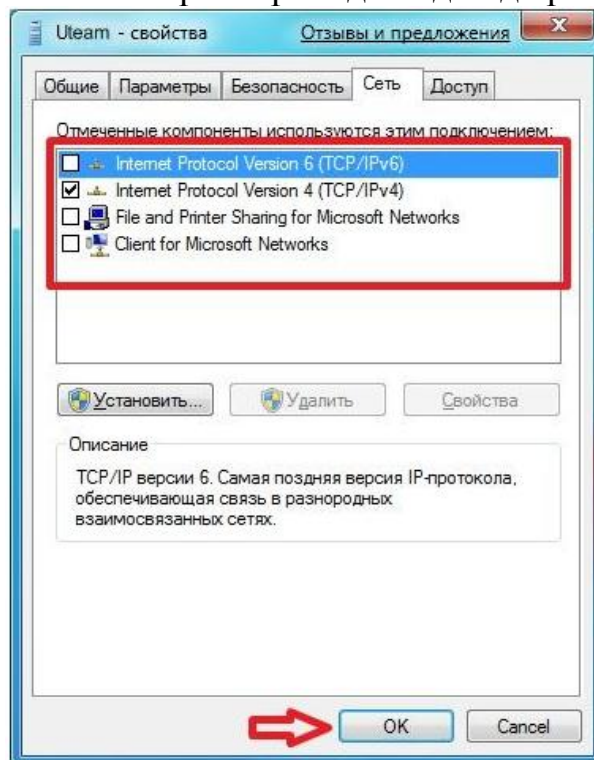 Uteam - свойства
Отзывы и предложения
Общие
Параметры
Безопасность
Сеть
Доступ
Отмеченные компоненты используются этим подключением:
Internet Protocol Version 6 (TCP/IPv6)
Internet Protocol Version 4 (TCP/IPv4)
File and Printer Sharing for Microsoft Networks
Client for Microsoft Networks
Установить...
Удалить
Свойства
Описание
TCP/IP версии 6. Самая поздняя версия IP-протокола,
обеспечивающая связь в разнородных
взаимосвязанных сетях.
OK
Cancel